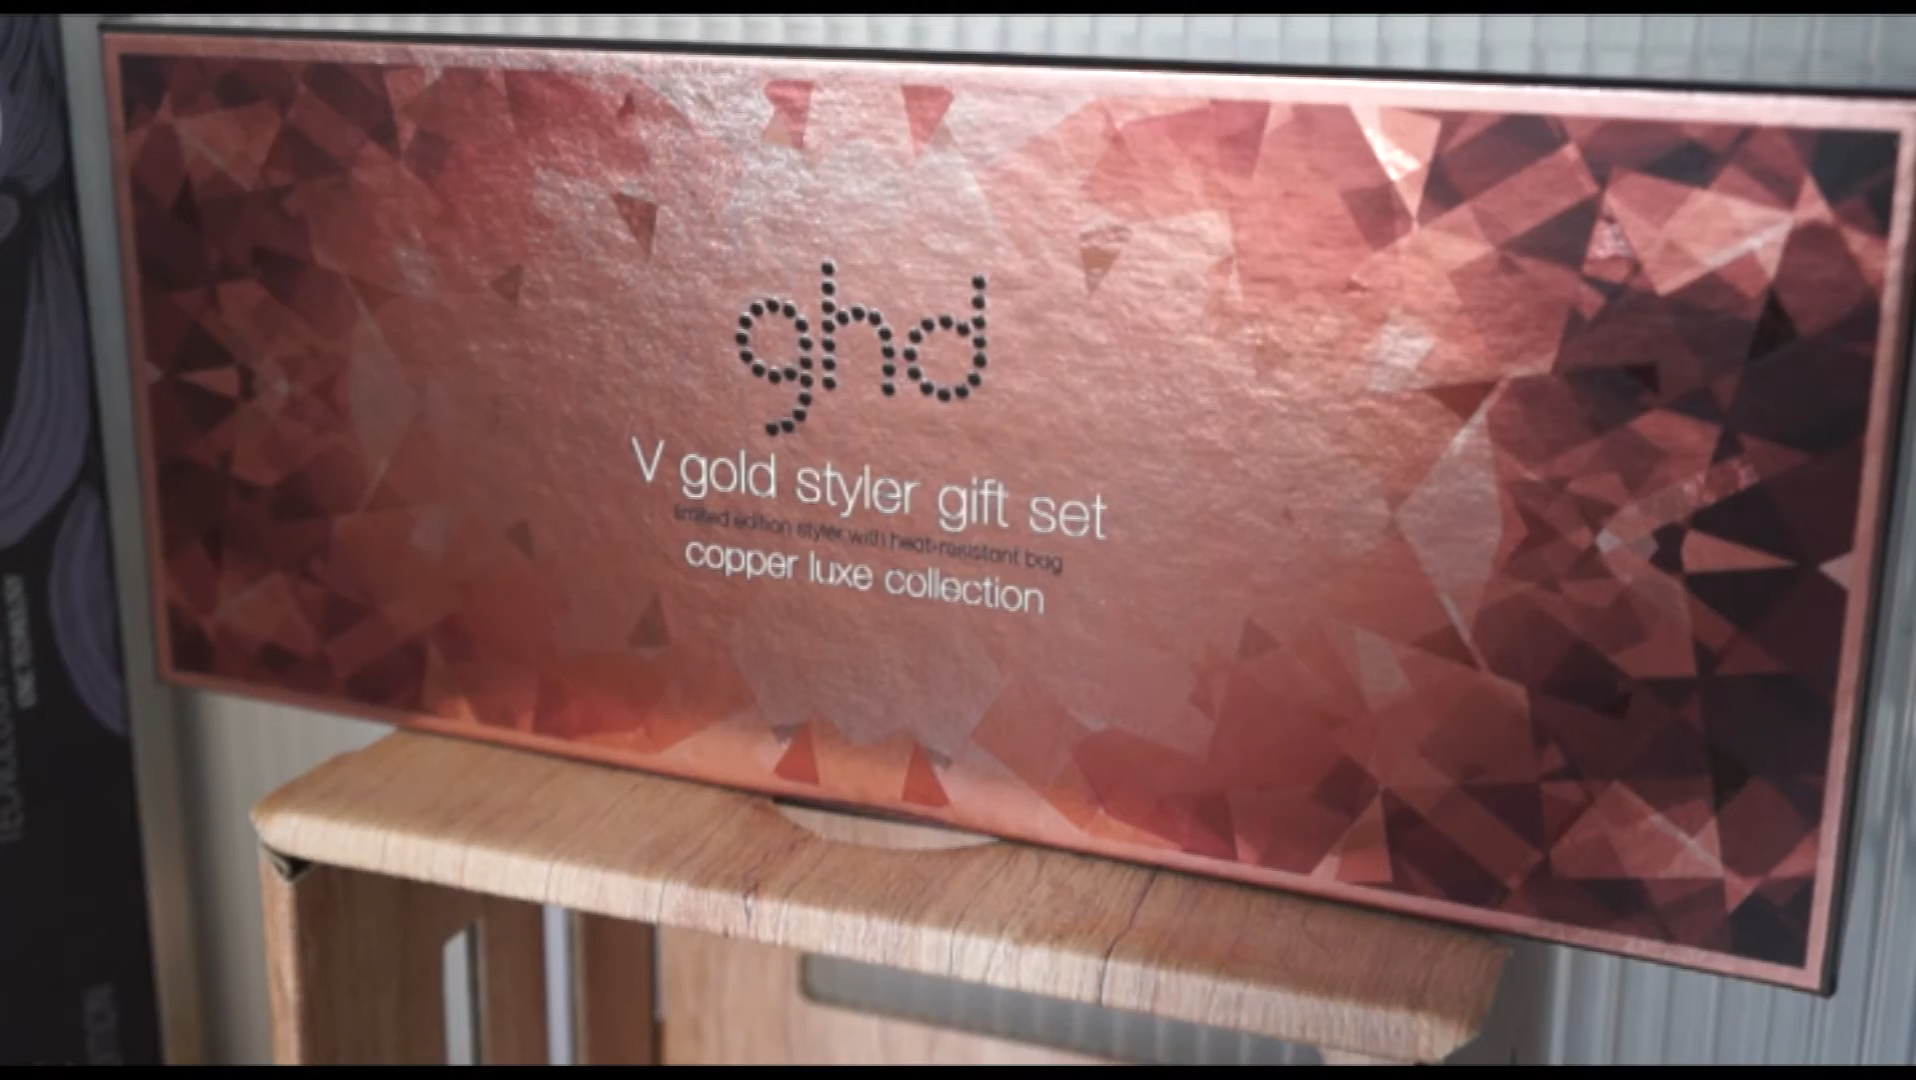 ghd
V gold styler gift set
limited edition styler with heat-resistant bag
copper luxe collection